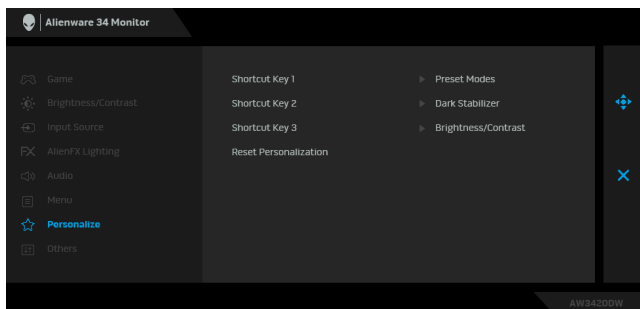 Alienware 34 Monitor
Game
Brightness/Contrast
Input Source
AlienFX Lighting
Audio
Menu
Personalize
Others
Shortcut Key 1 Preset Modes
Shortcut Key 2 Dark Stabilizer
Shortcut Key 3 Brightness/Contrast
Reset Personalization
AW3420DW